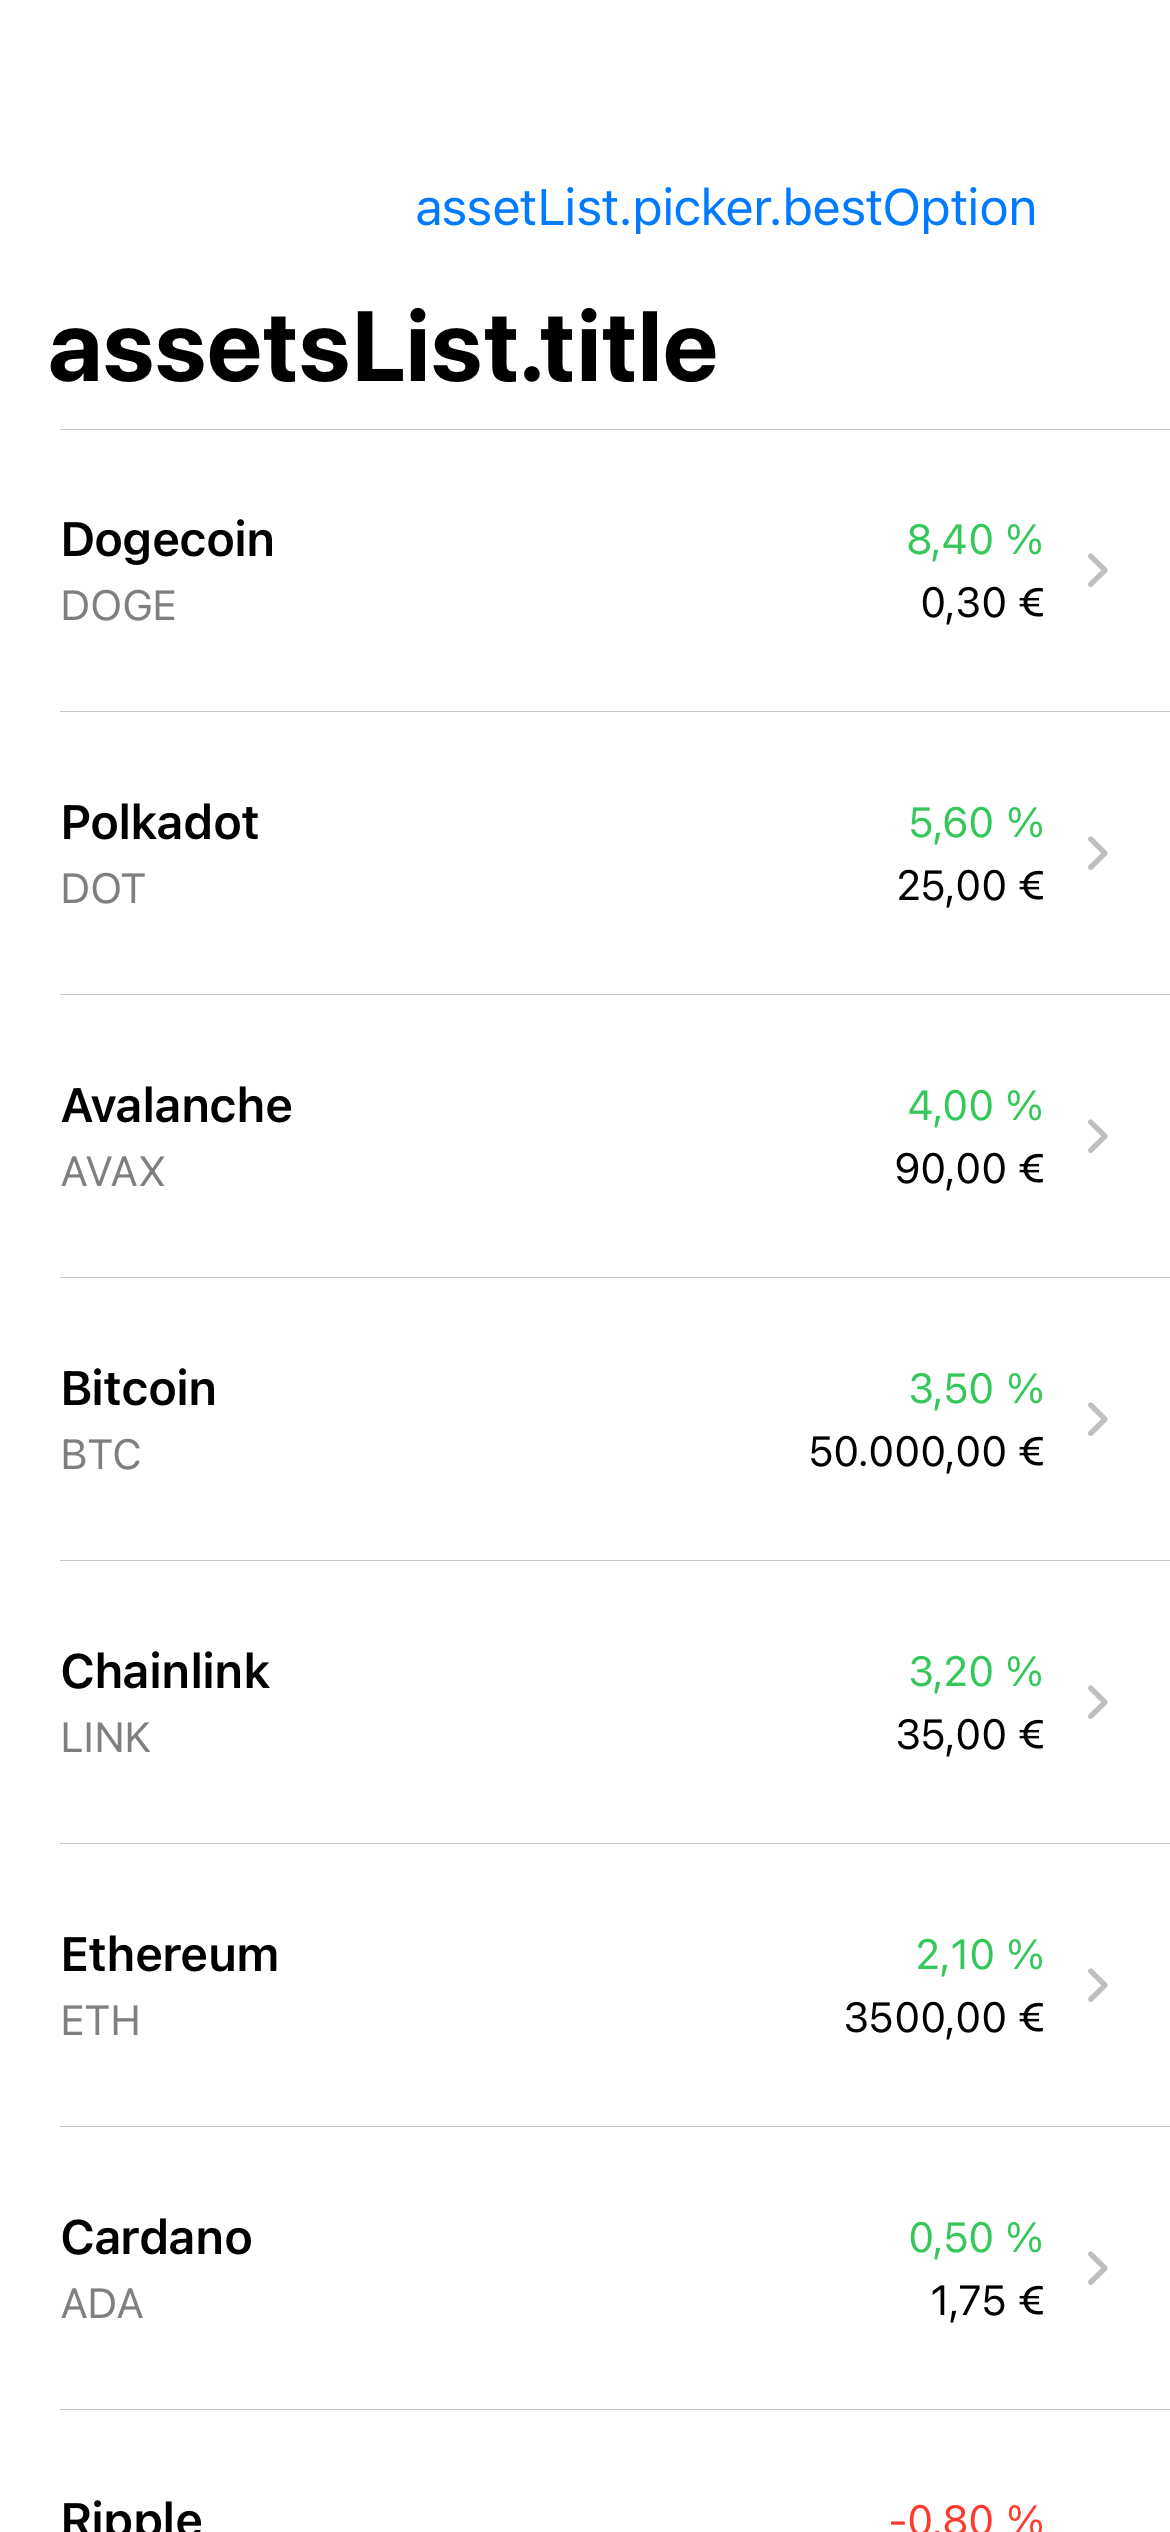 assetList.picker.bestOption
assetsList.title
Dogecoin
8,40 %
DOGE
0,30 €
Polkadot
5,60 %
DOT
25,00 €
Avalanche
4,00 %
AVAX
90,00 €
Bitcoin
3,50 %
BTC
50.000,00 €
Chainlink
3,20 %
LINK
35,00 €
Ethereum
2,10 %
ETH
3500,00 €
Cardano
0,50 %
ADA
1,75 €
Ripple
-0,80 %